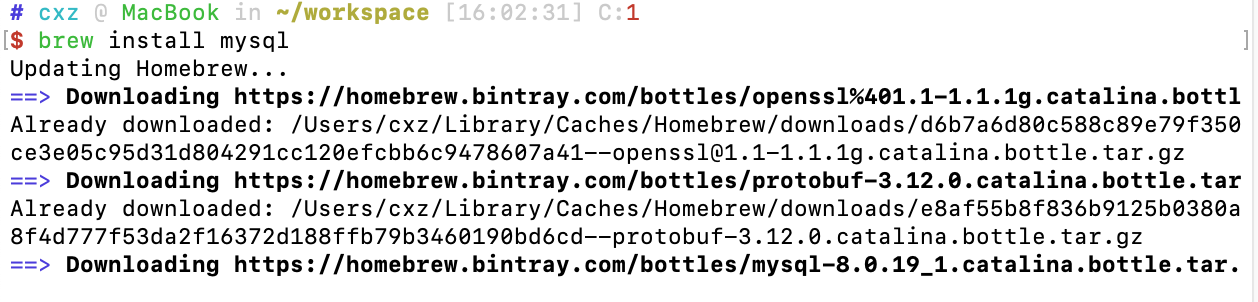 # cxz @ MacBook in ~/workspace [16:02:31] C:1
[$ brew install mysql ]
Updating Homebrew...
==> Downloading https://homebrew.bintray.com/bottles/openssl%401.1-1.1.1g.catalina.bottl
Already downloaded: /Users/cxz/Library/Caches/Homebrew/downloads/d6b7a6d80c588c89e79f350
ce3e05c95d31d804291cc120efcbb6c9478607a41--openssl@1.1-1.1.1g.catalina.bottle.tar.gz
==> Downloading https://homebrew.bintray.com/bottles/protobuf-3.12.0.catalina.bottle.tar
Already downloaded: /Users/cxz/Library/Caches/Homebrew/downloads/e8af55b8f836b9125b0380a
8f4d777f53da2f16372d188ffb79b3460190bd6cd--protobuf-3.12.0.catalina.bottle.tar.gz
==> Downloading https://homebrew.bintray.com/bottles/mysql-8.0.19_1.catalina.bottle.tar.